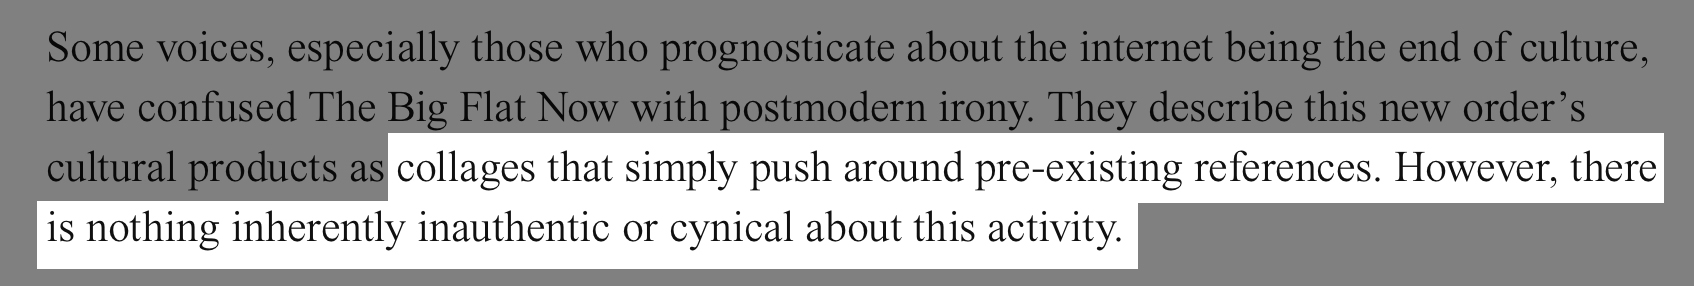 Some voices, especially those who prognosticate about the internet being the end of culture,
have confused The Big Flat Now with postmodern irony. They describe this new order’s
cultural products as collages that simply push around pre-existing references. However, there
is nothing inherently inauthentic or cynical about this activity.